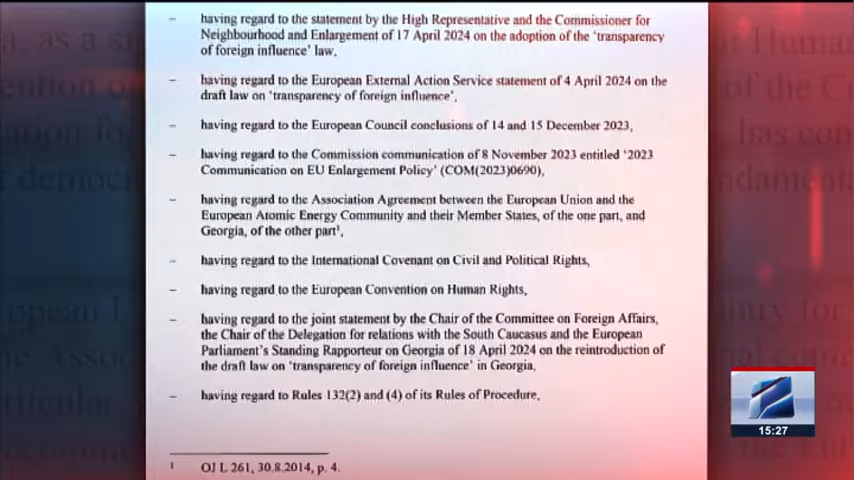 – having regard to the statement by the High Representative and the Commissioner for
Neighbourhood and Enlargement of 17 April 2024 on the adoption of the ‘transparency
of foreign influence’ law,
– having regard to the European External Action Service statement of 4 April 2024 on the
draft law on ‘transparency of foreign influence’,
– having regard to the European Council conclusions of 14 and 15 December 2023,
– having regard to the Commission communication of 8 November 2023 entitled ‘2023
Communication on EU Enlargement Policy’ (COM(2023)0690),
– having regard to the Association Agreement between the European Union and the
European Atomic Energy Community and their Member States, of the one part, and
Georgia, of the other part¹,
– having regard to the International Covenant on Civil and Political Rights,
– having regard to the European Convention on Human Rights,
– having regard to the joint statement by the Chair of the Committee on Foreign Affairs,
the Chair of the Delegation for relations with the South Caucasus and the European
Parliament’s Standing Rapporteur on Georgia of 18 April 2024 on the reintroduction of
the draft law on ‘transparency of foreign influence’ in Georgia,
– having regard to Rules 132(2) and (4) of its Rules of Procedure,
¹ OJ L 261, 30.8.2014, p. 4.
15:27